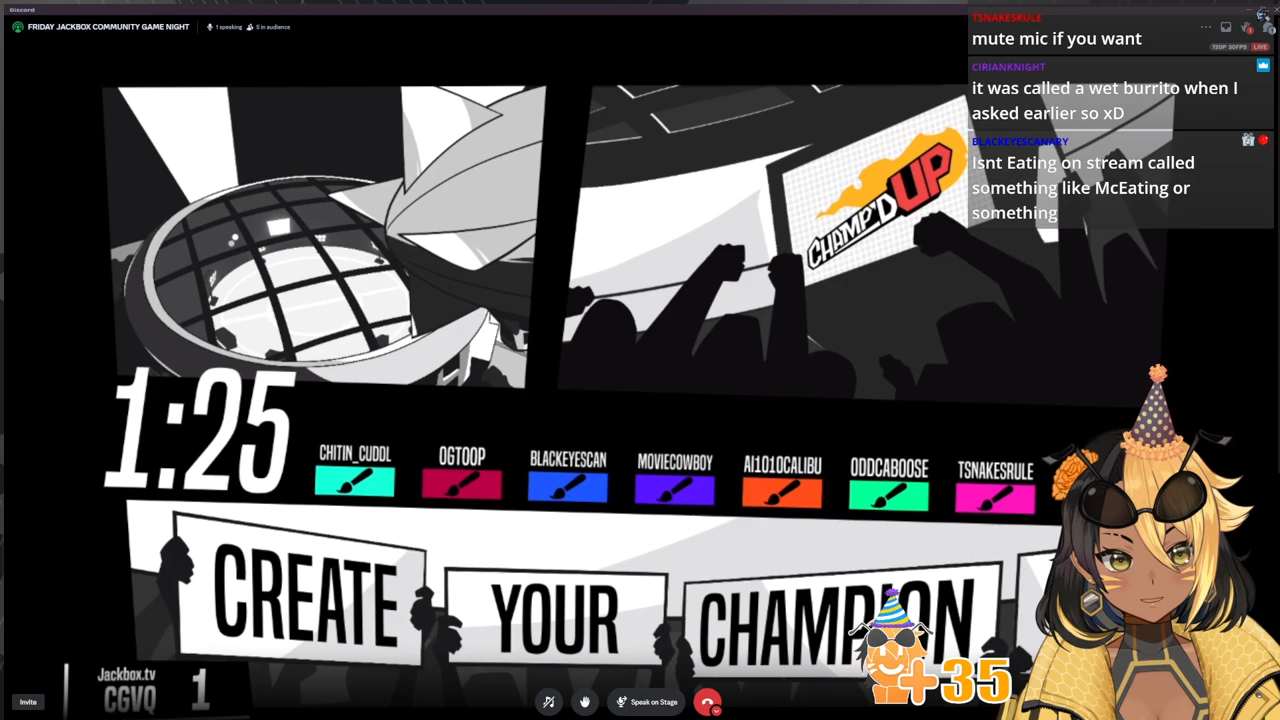 Discord
FRIDAY JACKBOX COMMUNITY GAME NIGHT
1 speaking
5 in audience
720P 30FPS LIVE
TSNAKESRULE
mute mic if you want
CIRIANKNIGHT
it was called a wet burrito when I
asked earlier so xD
BLACKEYESCANARY
Isnt Eating on stream called
something like McEating or
something
CHAMP'D UP
1:25
CHITIN_CUDDL
OGTOOP
BLACKEYESCAN
MOVIECOWBOY
AI1010CALIBU
ODDCABOOSE
TSNAKESRULE
CREATE
YOUR
CHAMPION
+35
Jackbox.tv
CGVQ
1
Invite
Speak on Stage